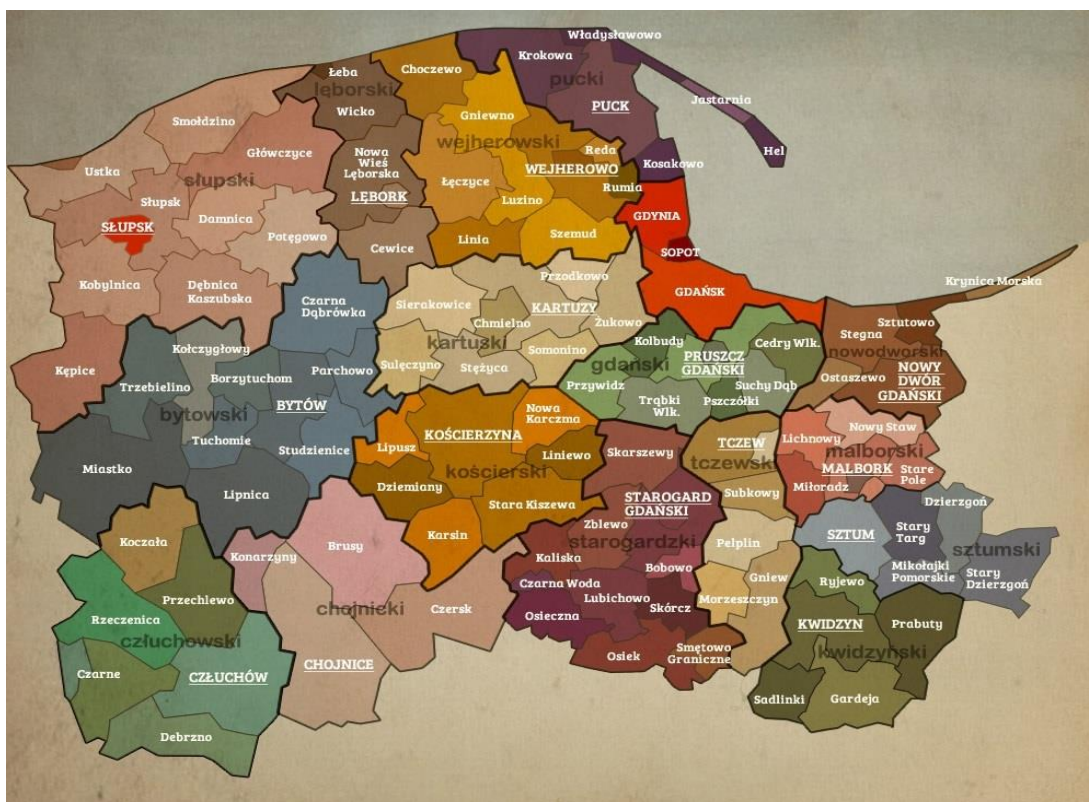 Władysławowo
Krokowa
pucki
PUCK
Jastarnia
Hel
Kosakowo
Łeba
lęborski
Wicko
Nowa
Wieś
Lęborska
LĘBORK
Cewice
Choczewo
Gniewno
wejherowski
Reda
WEJHEROWO
Rumia
Łęczyce
Luzino
Linia
Szemud
GDYNIA
SOPOT
GDAŃSK
Smołdzino
Główczyce
Ustka
słupski
Słupsk
SŁUPSK
Damnica
Potęgowo
Kobylnica
Dębnica
Kaszubska
Kępice
Czarna
Dąbrówka
Kołczygłowy
Trzebielino
Borzytuchom
Parchowo
bytowski
BYTÓW
Tuchomie
Studzienice
Miastko
Lipnica
Przodkowo
Sierakowice
KARTUZY
Chmielno
Żukowo
kartuski
Somonino
Sulęczyno
Stężyca
Kolbudy
Cedry Wlk.
gdański
PRUSZCZ
GDAŃSKI
Przywidz
Suchy Dąb
Trąbki
Wlk.
Pszczółki
Krynica Morska
Sztutowo
Stegna
nowodworski
NOWY
DWÓR
GDAŃSKI
Ostaszewo
Nowa
Karczma
Lipusz
KOŚCIERZYNA
Liniewo
kościerski
Dziemiany
Stara Kiszewa
Karsin
Skarszewy
STAROGARD
GDAŃSKI
Zblewo
starogardzki
Kaliska
Bobowo
Czarna Woda
Lubichowo
Skórcz
Osieczna
Osiek
Smętowo
Graniczne
TCZEW
tczewski
Subkowy
Pelplin
Gniew
Morzeszczyn
Nowy Staw
Lichnowy
malborski
MALBORK
Stare
Pole
Miłoradz
Dzierzgoń
SZTUM
Stary
Targ
sztumski
Mikołajki
Pomorskie
Stary
Dzierzgoń
Ryjewo
KWIDZYN
Prabuty
kwidzyński
Sadlinki
Gardeja
Koczała
Przechlewo
Rzeczenica
człuchowski
Czarne
CZŁUCHÓW
Debrzno
Konarzyny
Brusy
chojnicki
Czersk
CHOJNICE